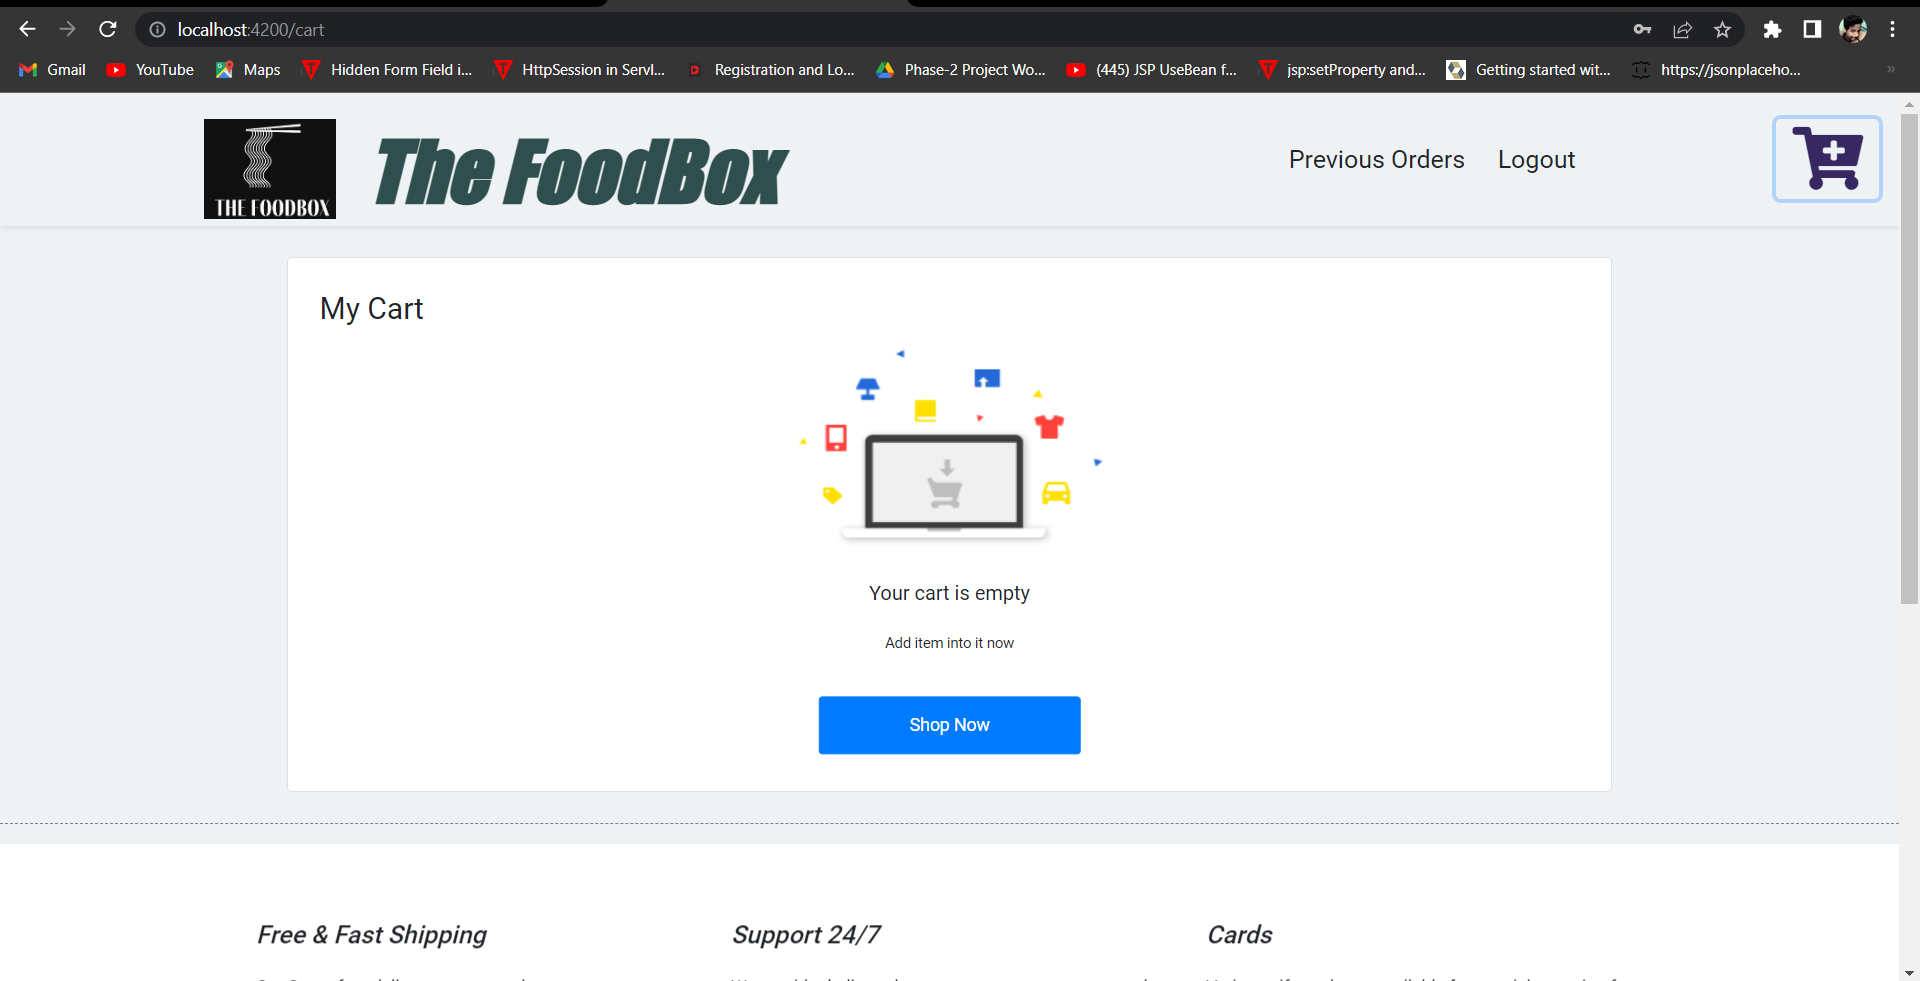 localhost:4200/cart
Gmail YouTube Maps Hidden Form Field i... HttpSession in Servl... Registration and Lo... Phase-2 Project Wo... (445) JSP UseBean f... jsp:setProperty and... Getting started wit... https://jsonplaceho... »
THE FOODBOX
The FoodBox
Previous Orders Logout
My Cart
Your cart is empty
Add item into it now
Shop Now
Free & Fast Shipping Support 24/7 Cards